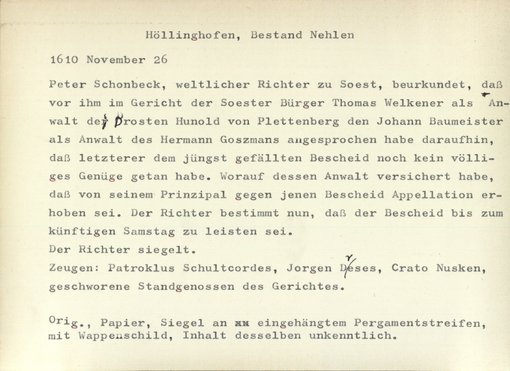 Höllinghofen, Bestand Nehlen
1610 November 26
Peter Schonbeck, weltlicher Richter zu Soest, beurkundet, daß
vor ihm im Gericht der Soester Bürger Thomas Welkener als An-
walt des Drosten Hunold von Plettenberg den Johann Baumeister
als Anwalt des Hermann Goszmans angesprochen habe daraufhin,
daß letzterer dem jüngst gefällten Bescheid noch kein völli-
ges Genüge getan habe. Worauf dessen Anwalt versichert habe,
daß von seinem Prinzipal gegen jenen Bescheid Appellation er-
hoben sei. Der Richter bestimmt nun, daß der Bescheid bis zum
künftigen Samstag zu leisten sei.
Der Richter siegelt.
Zeugen: Patroklus Schultcordes, Jorgen Drses, Crato Nusken,
geschworene Standgenossen des Gerichtes.
Orig., Papier, Siegel an eingehängtem Pergamentstreifen,
mit Wappenschild, Inhalt desselben unkenntlich.